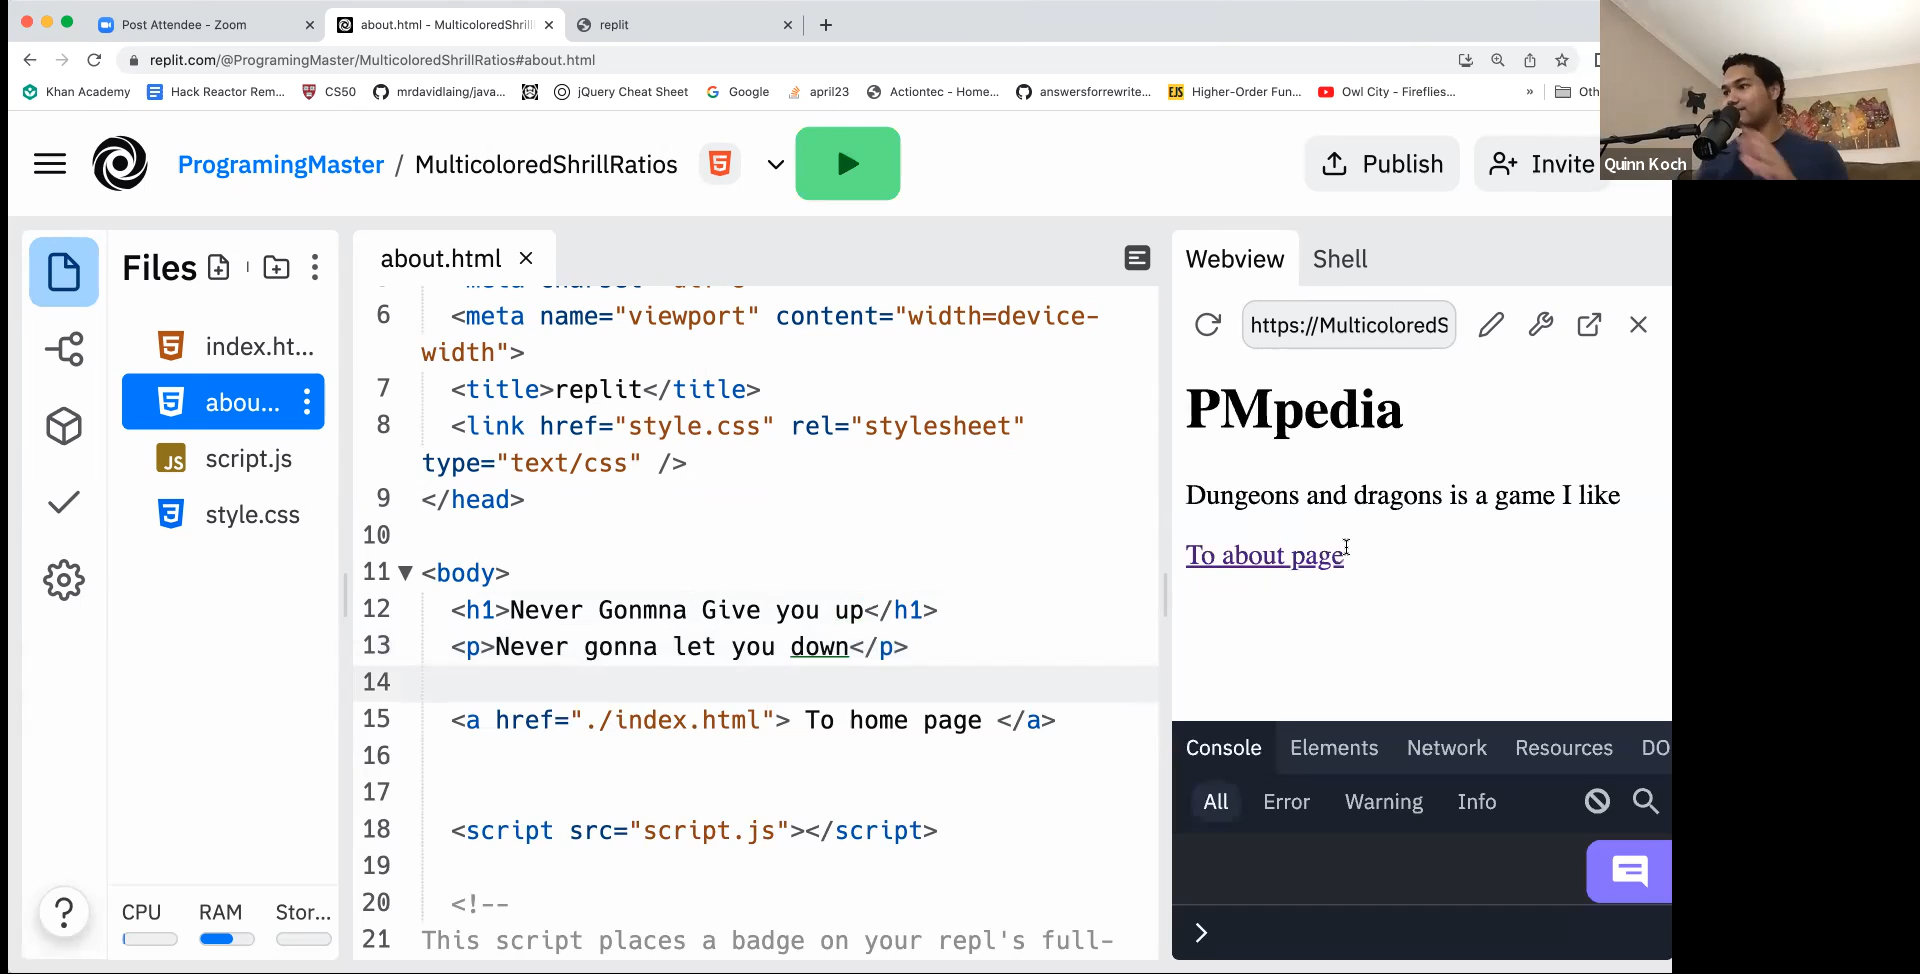 Post Attendee - Zoom
about.html - MulticoloredShrill
replit
replit.com/@ProgramingMaster/MulticoloredShrillRatios#about.html
Khan Academy
Hack Reactor Rem...
CS50
mrdavidlaing/java...
jQuery Cheat Sheet
Google
april23
Actiontec - Home...
answersforrewrite...
EJS
Higher-Order Fun...
Owl City - Fireflies...
»
Oth
Quinn Koch
ProgramingMaster / MulticoloredShrillRatios
Publish
Invite
Files
index.ht...
abou...
JS script.js
style.css
CPU
RAM
Stor...
about.html
6 <meta name="viewport" content="width=device-
width">
7 <title>replit</title>
8 <link href="style.css" rel="stylesheet"
type="text/css" />
9 </head>
10
11 <body>
12 <h1>Never Gonmna Give you up</h1>
13 <p>Never gonna let you down</p>
14
15 <a href="./index.html"> To home page </a>
16
17
18 <script src="script.js"></script>
19
20 <!--
21 This script places a badge on your repl's full-
Webview
Shell
https://MulticoloredS
PMpedia
Dungeons and dragons is a game I like
To about page
Console
Elements
Network
Resources
DO
All
Error
Warning
Info